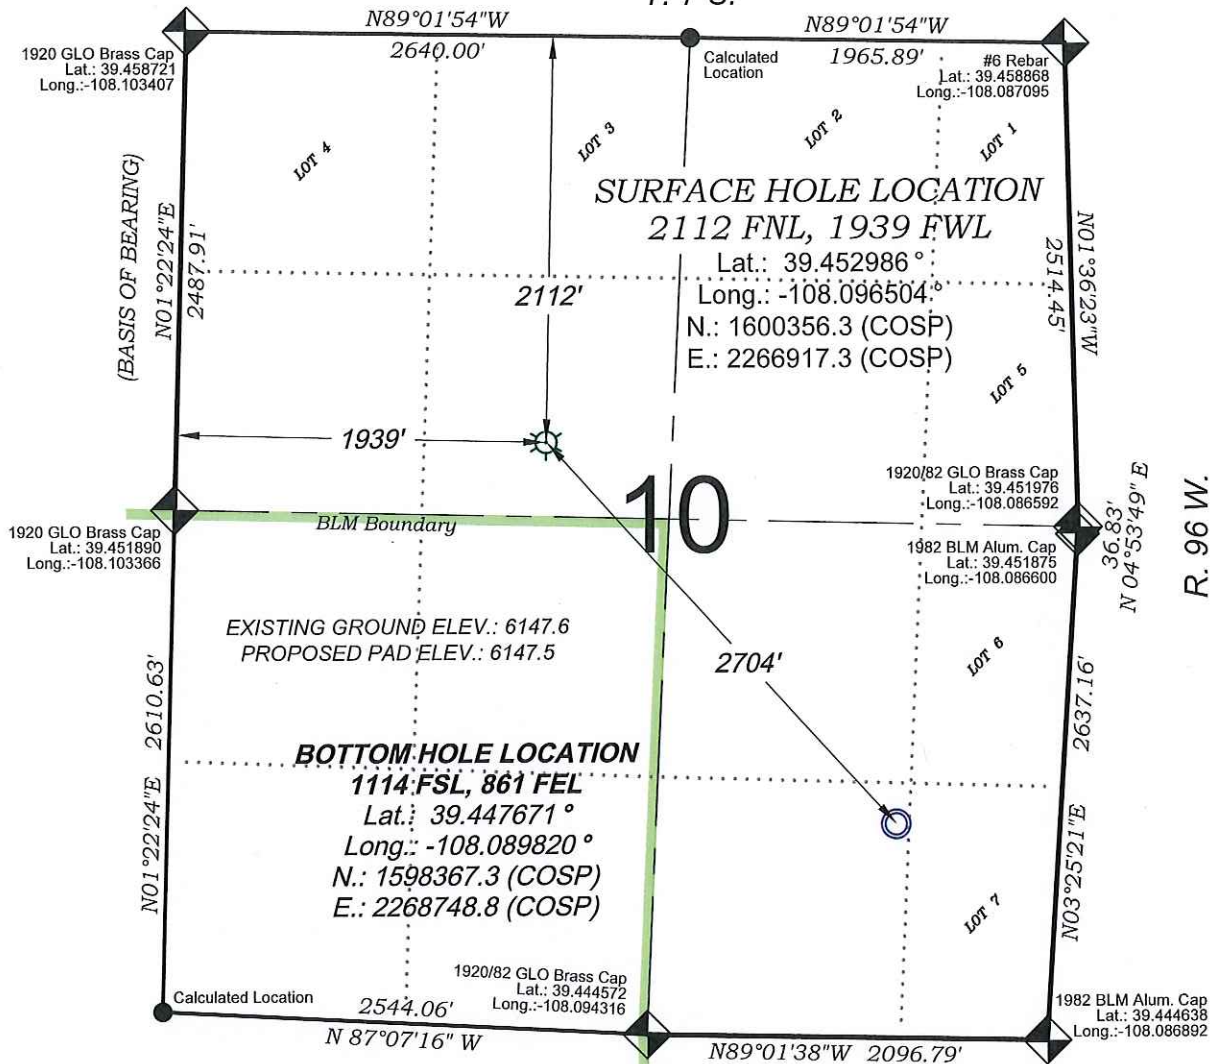 N89°01'54"W
2640.00'
N89°01'54"W
1965.89'
1920 GLO Brass Cap
Lat.: 39.458721
Long.:-108.103407
Calculated
Location
#6 Rebar
Lat.: 39.458868
Long.:-108.087095
LOT 4
LOT 3
LOT 2
LOT 1
(BASIS OF BEARING)
N01°22'24"E
2487.91'
SURFACE HOLE LOCATION
2112 FNL, 1939 FWL
Lat.: 39.452986°
Long.: -108.096504°
N.: 1600356.3 (COSP)
E.: 2266917.3 (COSP)
2112'
N01°36'23"W
2514.45'
LOT 5
1939'
10
1920/82 GLO Brass Cap
Lat.: 39.451976
Long.:-108.086592
BLM Boundary
1920 GLO Brass Cap
Lat.: 39.451890
Long.:-108.103366
1982 BLM Alum. Cap
Lat.: 39.451875
Long.:-108.086600
36.83'
N 04°53'49" E
R. 96 W.
EXISTING GROUND ELEV.: 6147.6
PROPOSED PAD ELEV.: 6147.5
2704'
LOT 6
2610.63'
N01°22'24"E
2637.16'
N03°25'21"E
BOTTOM HOLE LOCATION
1114 FSL, 861 FEL
Lat.: 39.447671°
Long.: -108.089820°
N.: 1598367.3 (COSP)
E.: 2268748.8 (COSP)
LOT 7
1920/82 GLO Brass Cap
Lat.: 39.444572
Long.:-108.094316
Calculated Location
2544.06'
N 87°07'16" W
1982 BLM Alum. Cap
Lat.: 39.444638
Long.:-108.086892
N89°01'38"W 2096.79'